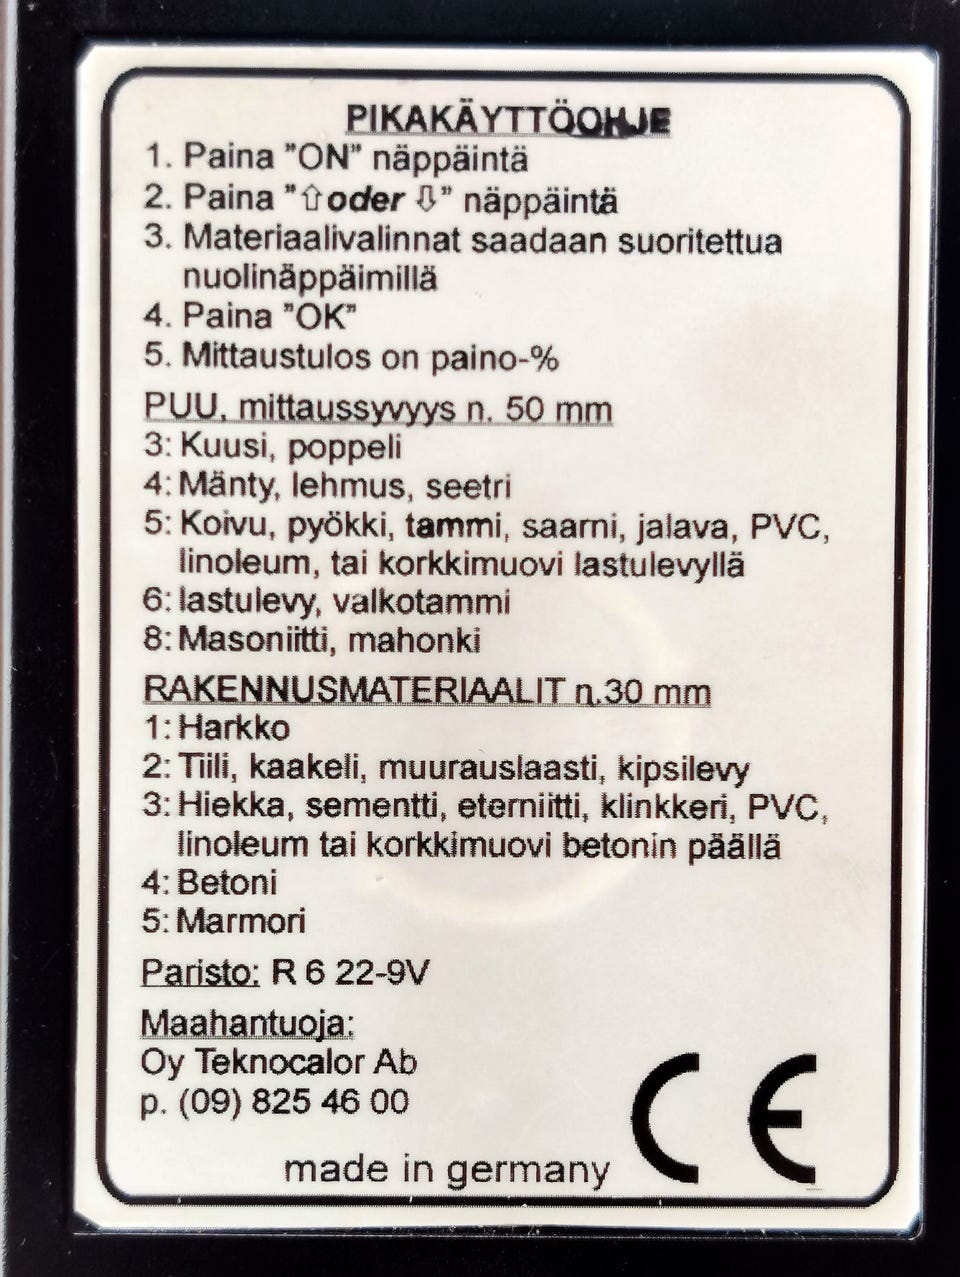 PIKAKÄYTTÖOHJE
1. Paina "ON" näppäintä
2. Paina "⇧oder ⇩" näppäintä
3. Materiaalivalinnat saadaan suoritettua
nuolinäppäimillä
4. Paina "OK"
5. Mittaustulos on paino-%
PUU, mittaussyvyys n. 50 mm
3: Kuusi, poppeli
4: Mänty, lehmus, seetri
5: Koivu, pyökki, tammi, saarni, jalava, PVC,
linoleum, tai korkkimuovi lastulevyllä
6: lastulevy, valkotammi
8: Masoniitti, mahonki
RAKENNUSMATERIAALIT n.30 mm
1: Harkko
2: Tiili, kaakeli, muurauslaasti, kipsilevy
3: Hiekka, sementti, eterniitti, klinkkeri, PVC,
linoleum tai korkkimuovi betonin päällä
4: Betoni
5: Marmori
Paristo: R 6 22-9V
Maahantuoja:
Oy Teknocalor Ab
p. (09) 825 46 00
made in germany
CE